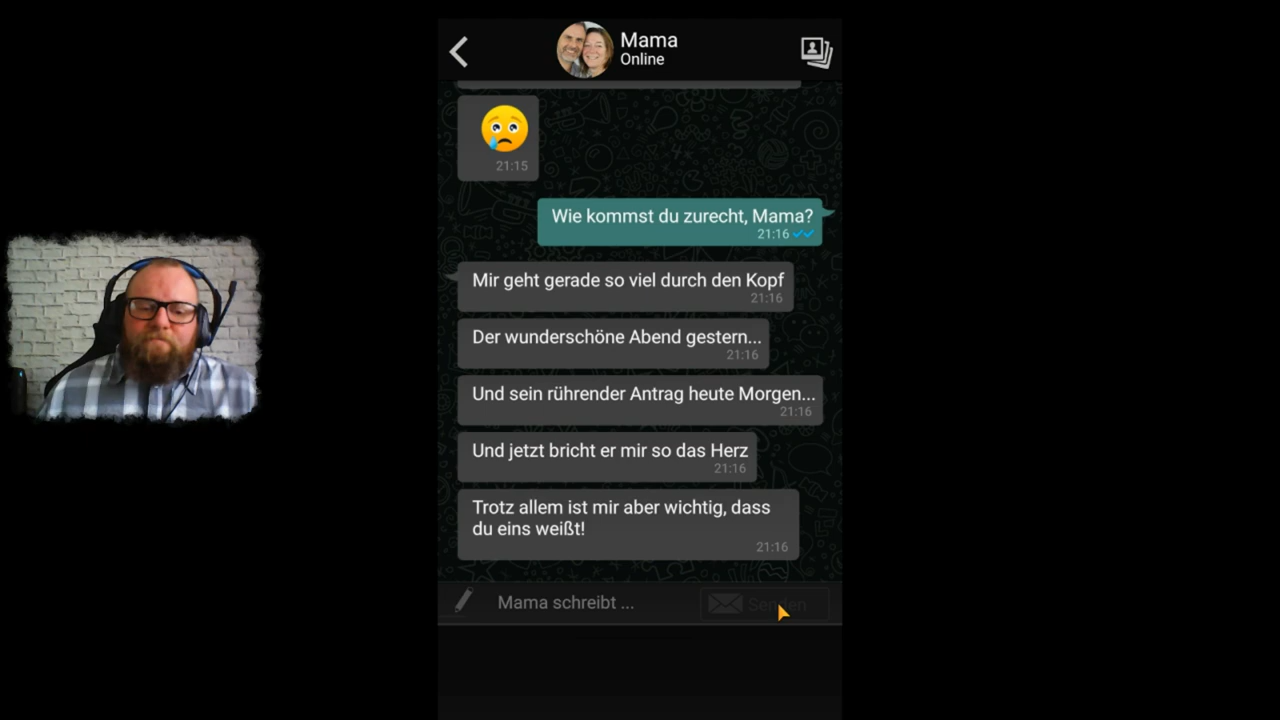 Mama
Online
21:15
Wie kommst du zurecht, Mama?
21:16
Mir geht gerade so viel durch den Kopf
21:16
Der wunderschöne Abend gestern...
21:16
Und sein rührender Antrag heute Morgen...
21:16
Und jetzt bricht er mir so das Herz
21:16
Trotz allem ist mir aber wichtig, dass
du eins weißt!
21:16
Mama schreibt ... Senden